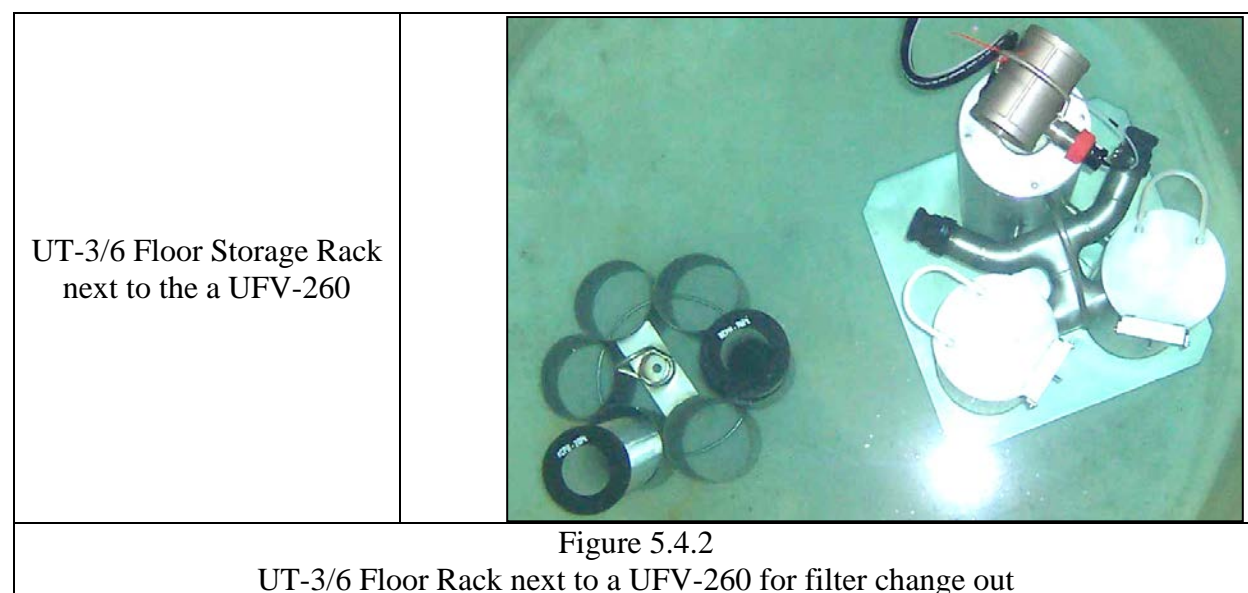 UT-3/6 Floor Storage Rack
next to the a UFV-260
Figure 5.4.2
UT-3/6 Floor Rack next to a UFV-260 for filter change out